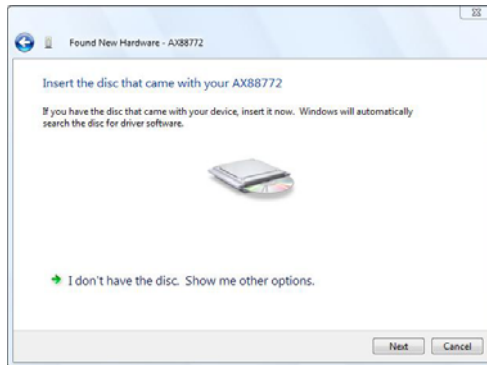 Found New Hardware - AX88772
Insert the disc that came with your AX88772
If you have the disc that came with your device, insert it now. Windows will automatically
search the disc for driver software.
I don't have the disc. Show me other options.
Next Cancel